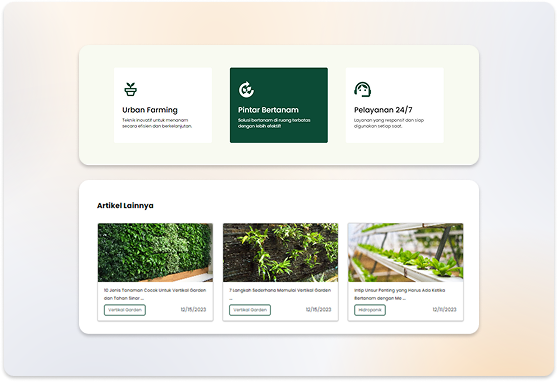 Urban Farming
Teknik inovatif untuk menanam
secara efisien dan berkelanjutan.
Pintar Bertanam
Solusi bertanam di ruang terbatas
dengan lebih efektif!
Pelayanan 24/7
Layanan yang responsif dan siap
digunakan setiap saat.
Artikel Lainnya
10 Jenis Tanaman Cocok Untuk Vertikal Garden
dan Tahan Sinar ...
Vertikal Garden
12/15/2023
7 Langkah Sederhana Memulai Vertikal Garden
...
Vertikal Garden
12/15/2023
Intip Unsur Penting yang Harus Ada Ketika
Bertanam dengan Me ...
Hidroponik
12/11/2023